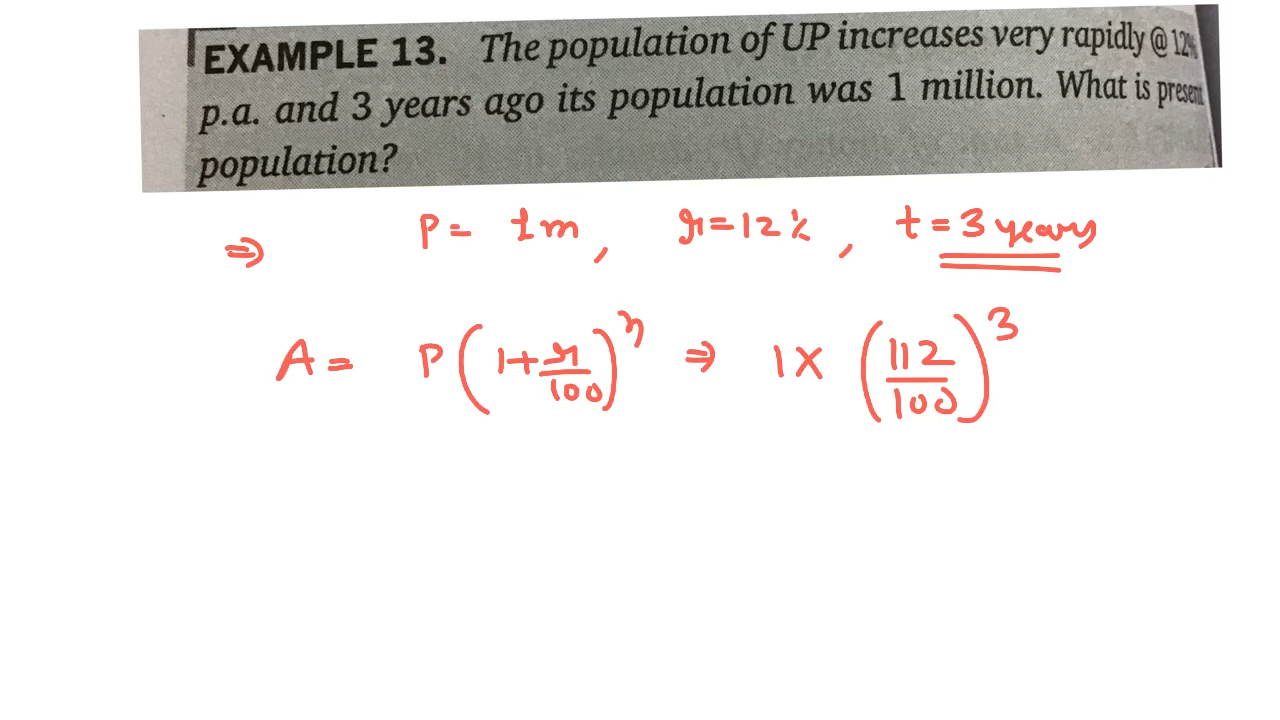 EXAMPLE 13. The population of UP increases very rapidly @ 12%
p.a. and 3 years ago its population was 1 million. What is present
population?
⇒ P = 1m, r = 12%, t = 3 years
A = P(1+r/100)^n ⇒ 1 × (112/100)^3